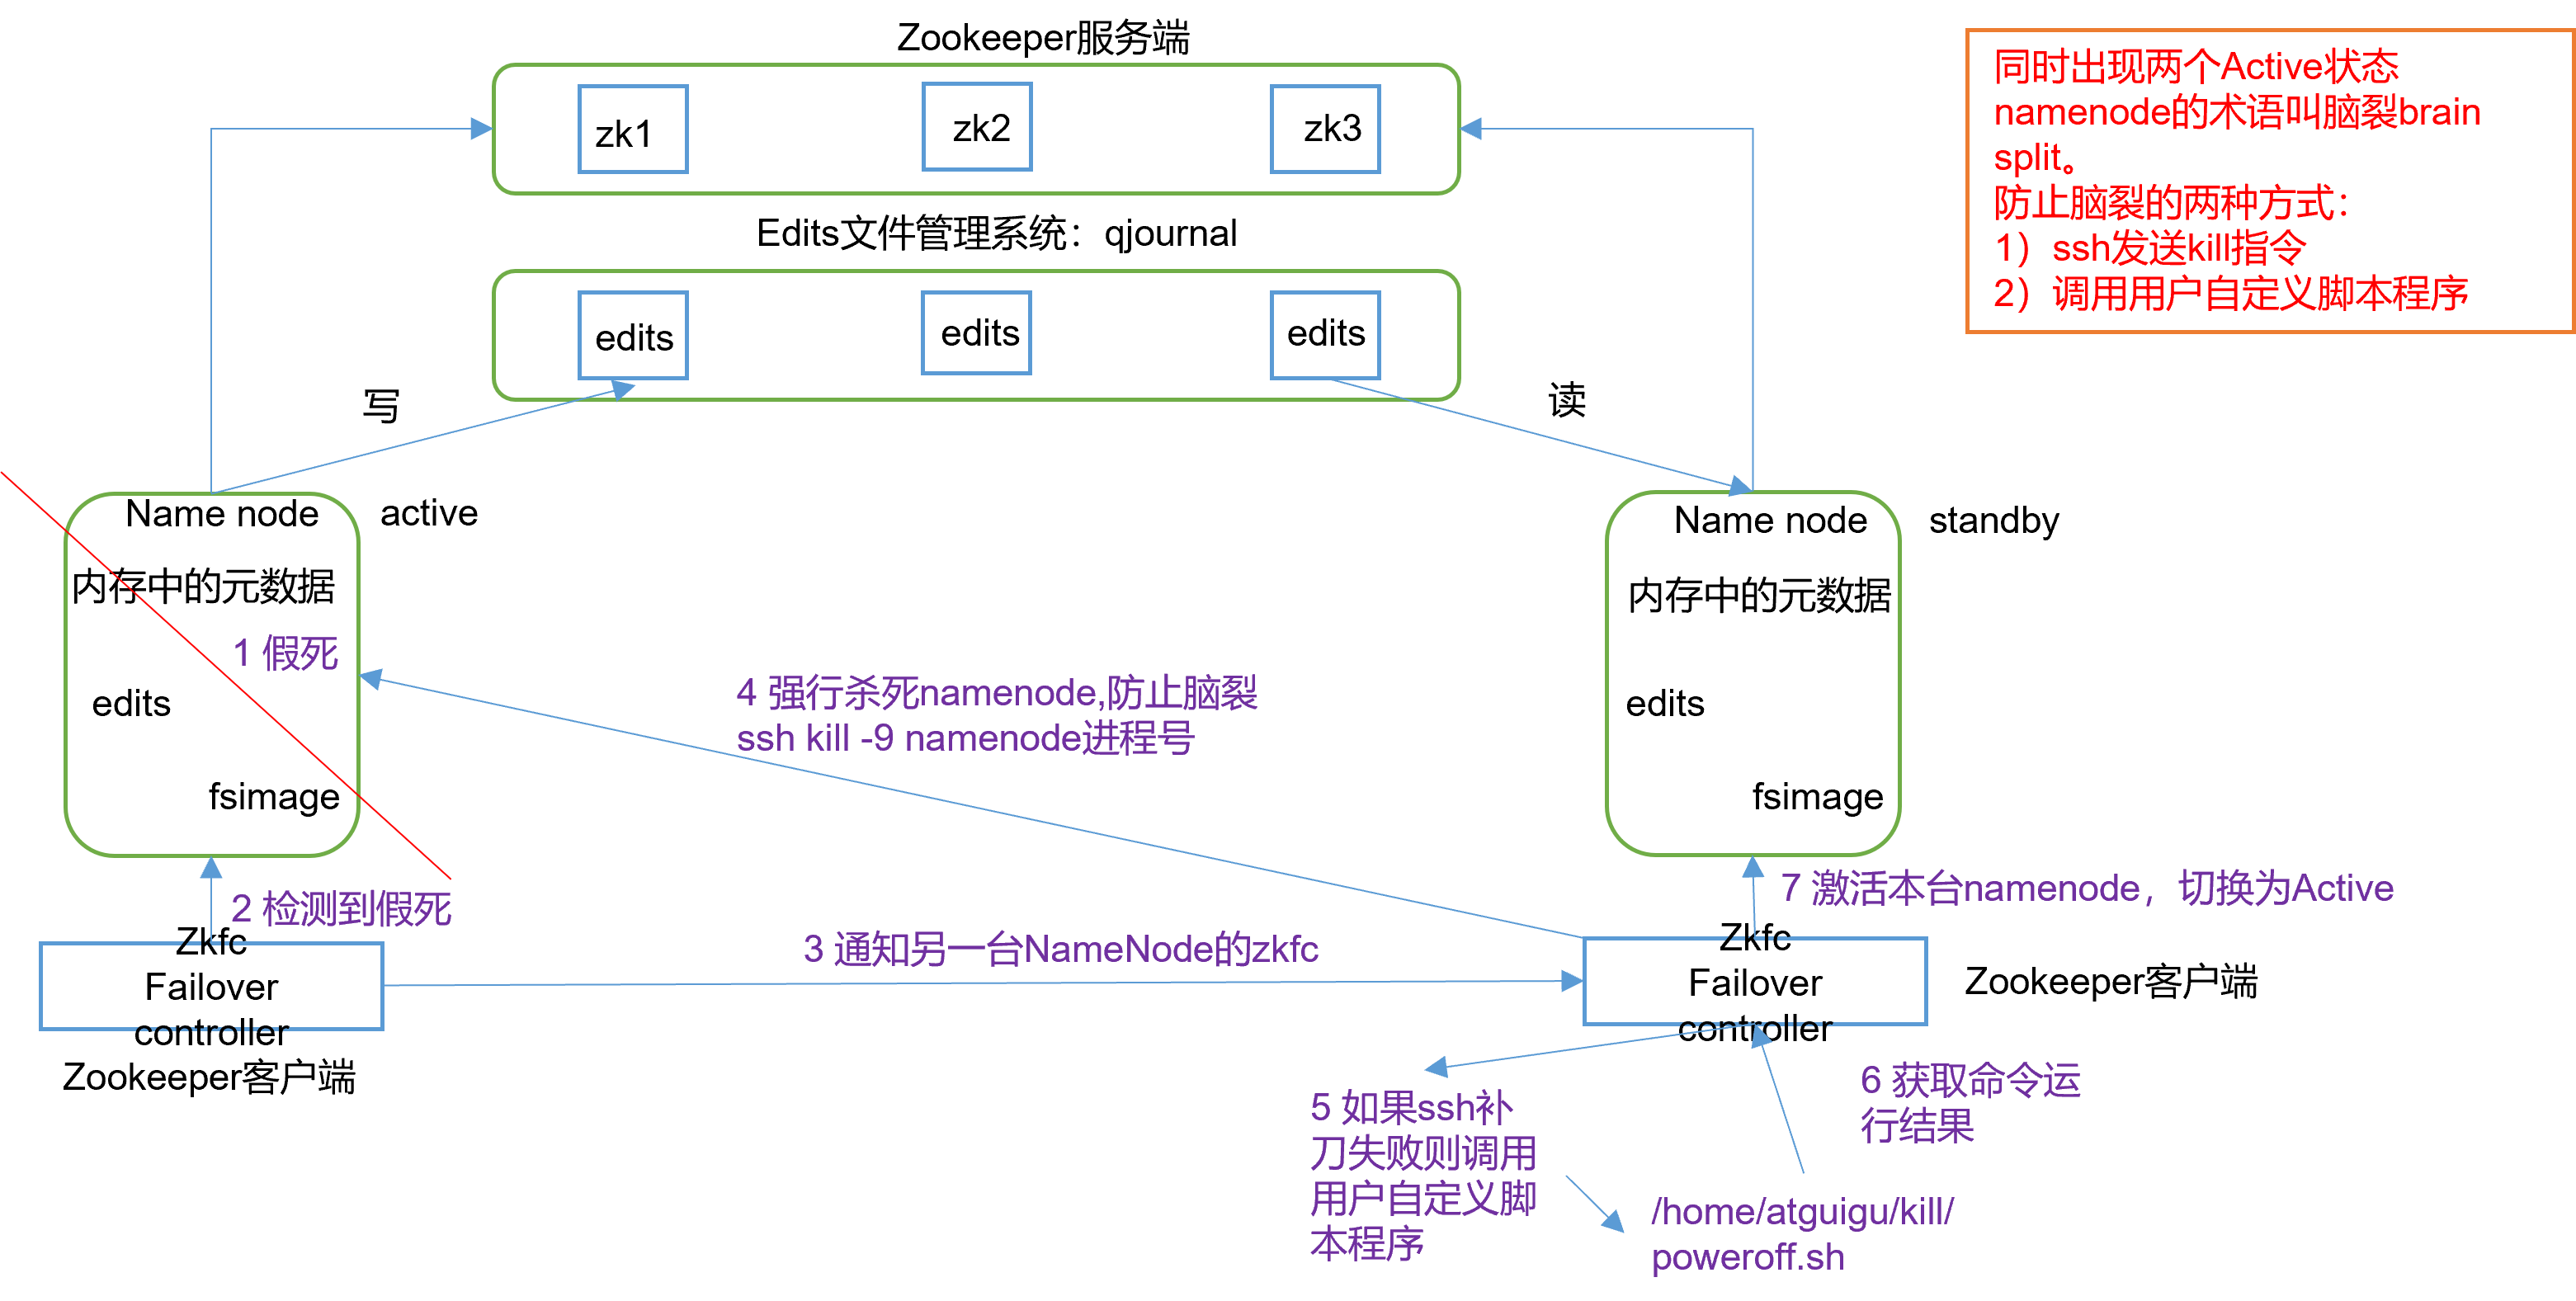 Zookeeper服务端
zk1
zk2
zk3
同时出现两个Active状态
namenode的术语叫脑裂brain
split。
防止脑裂的两种方式：
1）ssh发送kill指令
2）调用用户自定义脚本程序
Edits文件管理系统：qjournal
edits
edits
edits
写
读
Name node
active
内存中的元数据
1 假死
edits
fsimage
Name node
standby
内存中的元数据
edits
fsimage
4 强行杀死namenode,防止脑裂
ssh kill -9 namenode进程号
2 检测到假死
7 激活本台namenode，切换为Active
Zkfc
Failover
controller
Zookeeper客户端
3 通知另一台NameNode的zkfc
Zkfc
Failover
controller
Zookeeper客户端
5 如果ssh补
刀失败则调用
用户自定义脚
本程序
6 获取命令运
行结果
/home/atguigu/kill/
poweroff.sh